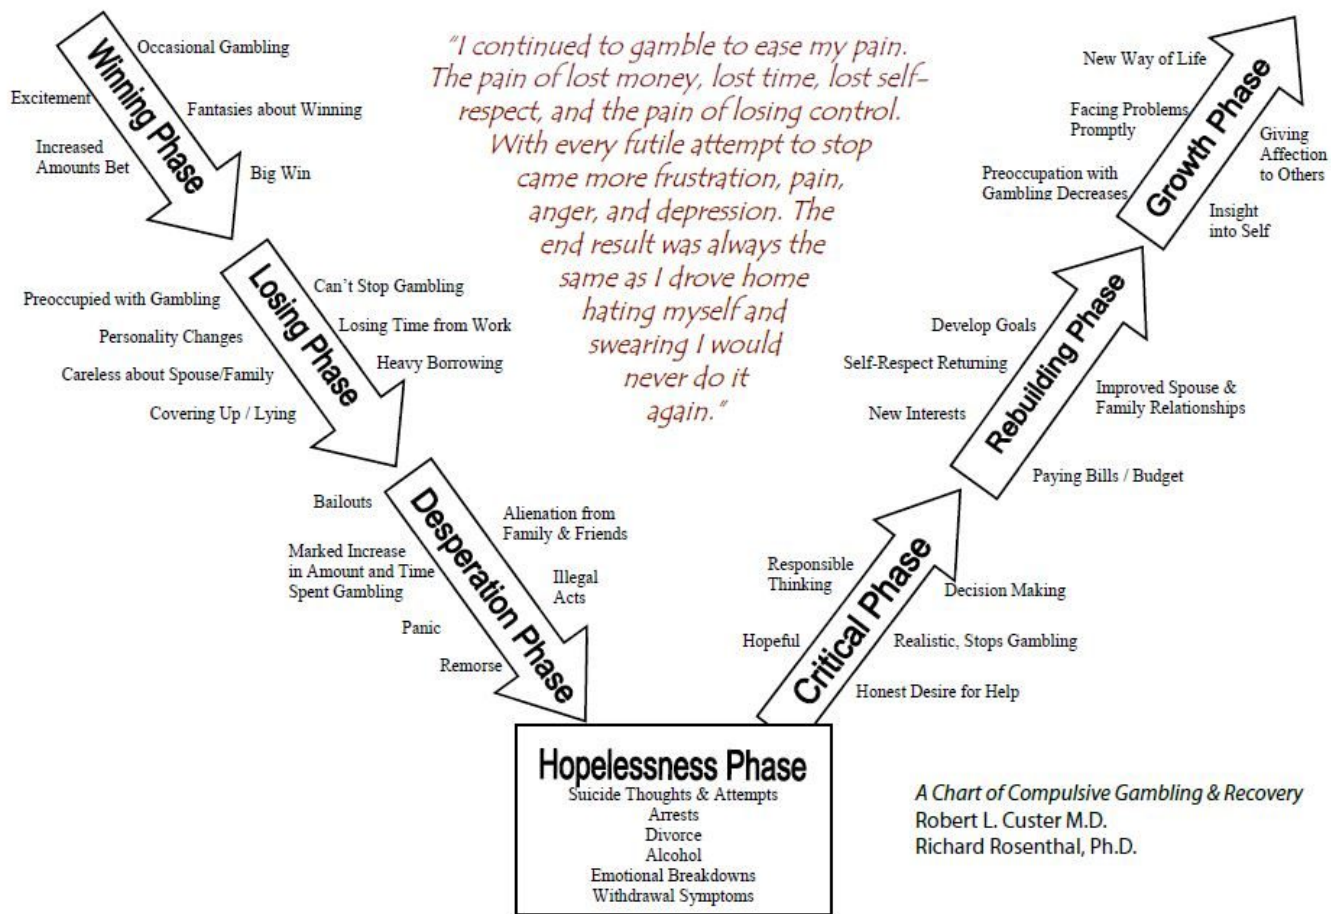 Winning Phase
Occasional Gambling
Excitement
Fantasies about Winning
Increased
Amounts Bet
Big Win
"I continued to gamble to ease my pain.
The pain of lost money, lost time, lost self-
respect, and the pain of losing control.
With every futile attempt to stop
came more frustration, pain,
anger, and depression. The
end result was always the
same as I drove home
hating myself and
swearing I would
never do it
again."
Losing Phase
Can't Stop Gambling
Preoccupied with Gambling
Losing Time from Work
Personality Changes
Heavy Borrowing
Careless about Spouse/Family
Covering Up / Lying
Desperation Phase
Bailouts
Alienation from
Family & Friends
Marked Increase
in Amount and Time
Spent Gambling
Illegal
Acts
Panic
Remorse
Hopelessness Phase
Suicide Thoughts & Attempts
Arrests
Divorce
Alcohol
Emotional Breakdowns
Withdrawal Symptoms
Critical Phase
Responsible
Thinking
Decision Making
Hopeful
Realistic, Stops Gambling
Honest Desire for Help
Rebuilding Phase
Develop Goals
Self-Respect Returning
Improved Spouse &
Family Relationships
New Interests
Paying Bills / Budget
Growth Phase
New Way of Life
Facing Problems
Promptly
Giving
Affection
to Others
Preoccupation with
Gambling Decreases
Insight
into Self
A Chart of Compulsive Gambling & Recovery
Robert L. Custer M.D.
Richard Rosenthal, Ph.D.